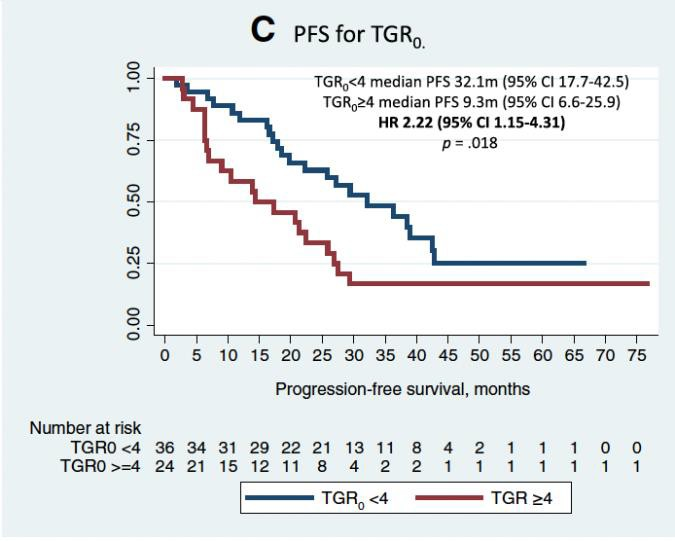 C PFS for TGR₀.
TGR₀<4 median PFS 32.1m (95% CI 17.7-42.5)
TGR₀≥4 median PFS 9.3m (95% CI 6.6-25.9)
HR 2.22 (95% CI 1.15-4.31)
p = .018
1.00
0.75
0.50
0.25
0.00
0 5 10 15 20 25 30 35 40 45 50 55 60 65 70 75
Progression-free survival, months
Number at risk
TGR0 <4 36 34 31 29 22 21 13 11 8 4 2 1 1 1 0 0
TGR0 >=4 24 21 15 12 11 8 4 2 2 1 1 1 1 1 1 1
TGR₀ <4 TGR ≥4